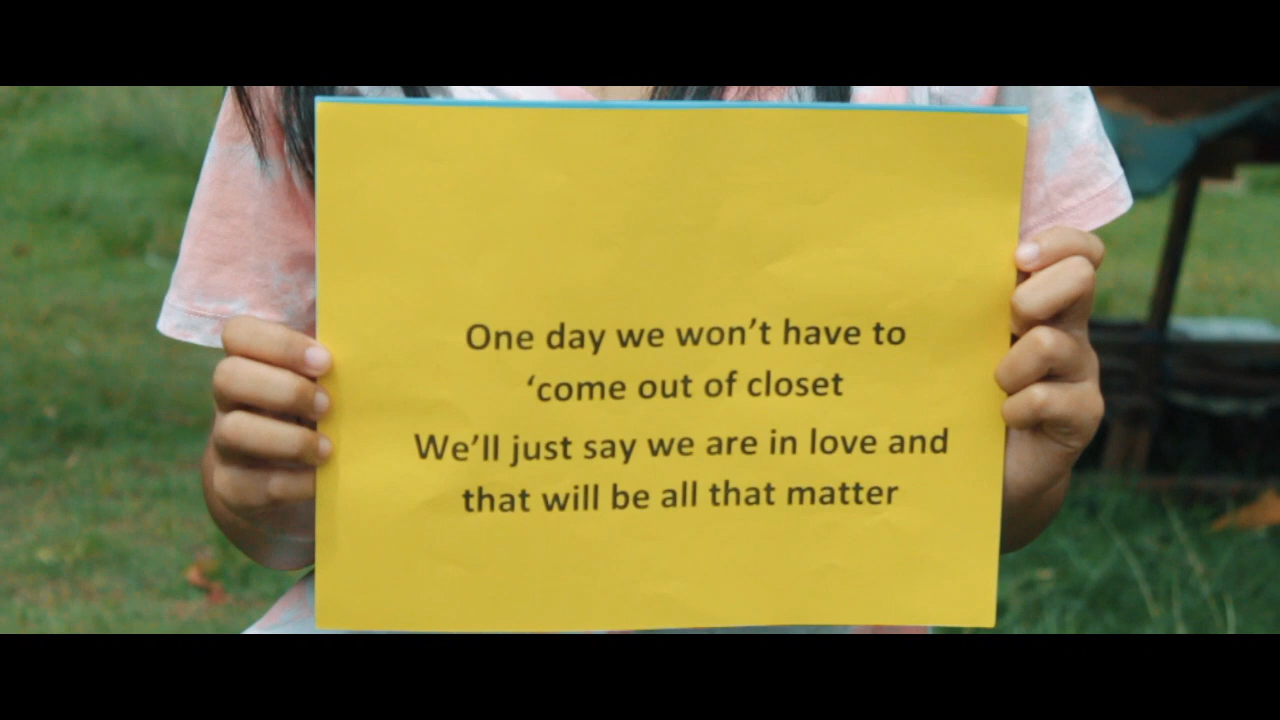 One day we won’t have to
‘come out of closet
We’ll just say we are in love and
that will be all that matter